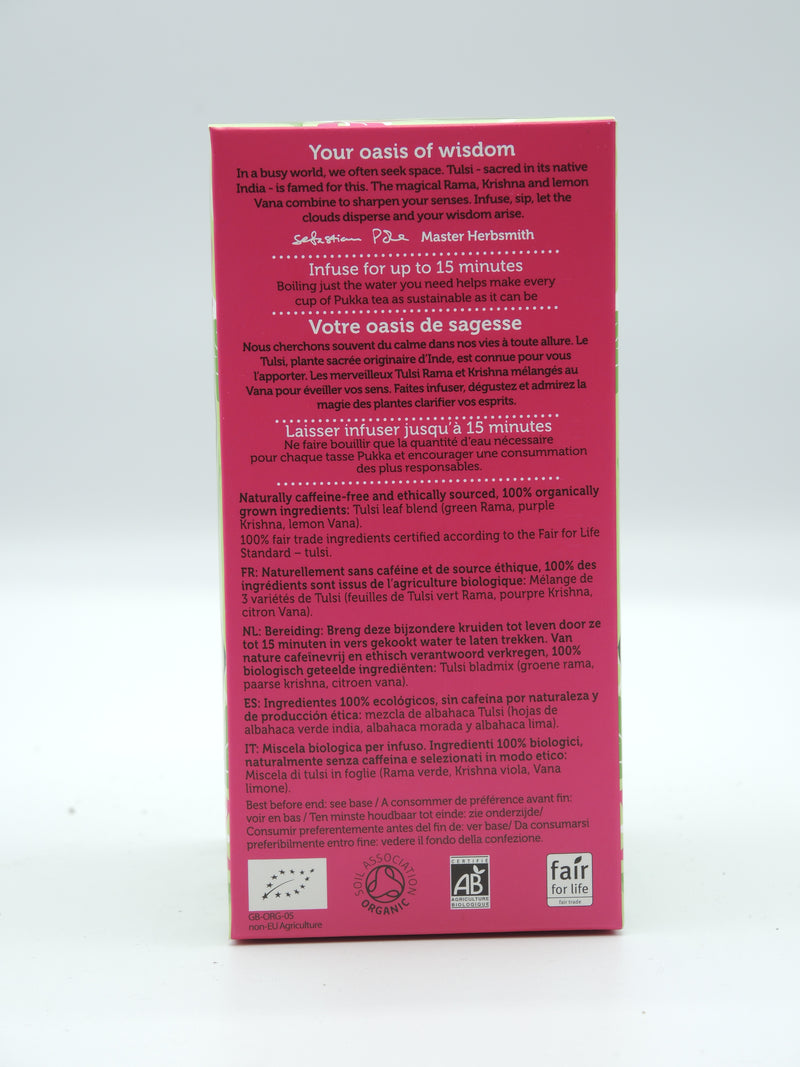 Your oasis of wisdom
In a busy world, we often seek space. Tulsi - sacred in its native
India - is famed for this. The magical Rama, Krishna and lemon
Vana combine to sharpen your senses. Infuse, sip, let the
clouds disperse and your wisdom arise.
Sebastian Pole Master Herbsmith
Infuse for up to 15 minutes
Boiling just the water you need helps make every
cup of Pukka tea as sustainable as it can be
Votre oasis de sagesse
Nous cherchons souvent du calme dans nos vies à toute allure. Le
Tulsi, plante sacrée originaire d'Inde, est connue pour vous
l'apporter. Les merveilleux Tulsi Rama et Krishna mélangés au
Vana pour éveiller vos sens. Faites infuser, dégustez et admirez la
magie des plantes clarifier vos esprits.
Laisser infuser jusqu'à 15 minutes
Ne faire bouillir que la quantité d'eau nécessaire
pour chaque tasse Pukka et encourager une consummation
des plus responsables.
Naturally caffeine-free and ethically sourced, 100% organically
grown ingredients: Tulsi leaf blend (green Rama, purple
Krishna, lemon Vana).
100% fair trade ingredients certified according to the Fair for Life
Standard – tulsi.
FR: Naturellement sans caféine et de source éthique, 100% des
ingrédients sont issus de l'agriculture biologique: Mélange de
3 variétés de Tulsi (feuilles de Tulsi vert Rama, pourpre Krishna,
citron Vana).
NL: Bereiding: Breng deze bijzondere kruiden tot leven door ze
tot 15 minuten in vers gekookt water te laten trekken. Van
nature cafeïnevrij en ethisch verantwoord verkregen, 100%
biologisch geteelde ingrediënten: Tulsi bladmix (groene rama,
paarse krishna, citroen vana).
ES: Ingredientes 100% ecológicos, sin cafeína por naturaleza y
de producción ética: mezcla de albahaca Tulsi (hojas de
albahaca verde india, albahaca morada y albahaca lima).
IT: Miscela biologica per infuso. Ingredienti 100% biologici,
naturalmente senza caffeina e selezionati in modo etico:
Miscela di tulsi in foglie (Rama verde, Krishna viola, Vana
limone).
Best before end: see base / A consommer de préférence avant fin:
voir en bas / Ten minste houdbaar tot einde: zie onderzijde/
Consumir preferentemente antes del fin de: ver base/ Da consumarsi
preferibilmente entro fine: vedere il fondo della confezione.
GB-ORG-05
non-EU Agriculture
SOIL ASSOCIATION
ORGANIC
CERTIFIÉ
AB
AGRICULTURE
BIOLOGIQUE
fair
for life
fair trade